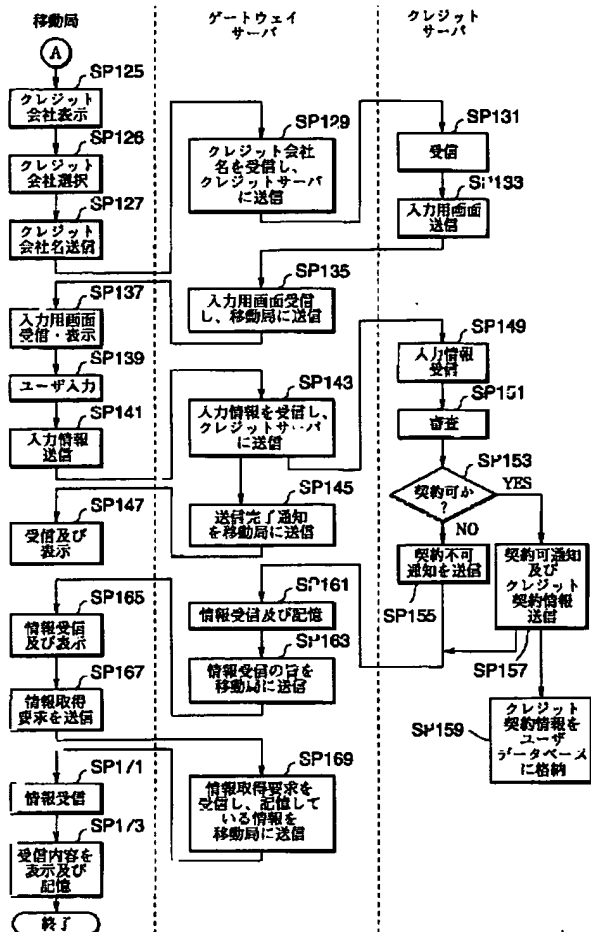 移動局
ゲートウェイ
サーバ
クレジット
サーバ
A
SP125
クレジット
会社表示
SP126
クレジット
会社選択
SP127
クレジット
会社名送信
SP129
クレジット会社
名を受信し、
クレジットサーバ
に送信
SP131
受信
SP133
入力用画面
送信
SP135
入力用画面受信
し、移動局に送信
SP137
入力用画面
受信・表示
SP139
ユーザ入力
SP141
入力情報
送信
SP143
入力情報を受信し、
クレジットサーバ
に送信
SP145
送信完了通知
を移動局に送信
SP147
受信及び
表示
SP149
入力情報
受信
SP151
審査
SP153
契約可か
?
YES
NO
契約不可
通知を送信
SP155
契約可通知
及び
クレジット
契約情報
送信
SP157
SP159
クレジット
契約情報を
ユーザ
データベース
に格納
SP161
情報受信及び記憶
SP163
情報受信の旨を
移動局に送信
SP165
情報受信
及び表示
SP167
情報取得
要求を送信
SP169
情報取得要求を
受信し、記憶して
いる情報を
移動局に送信
SP171
情報受信
SP173
受信内容を
表示及び
記憶
終了